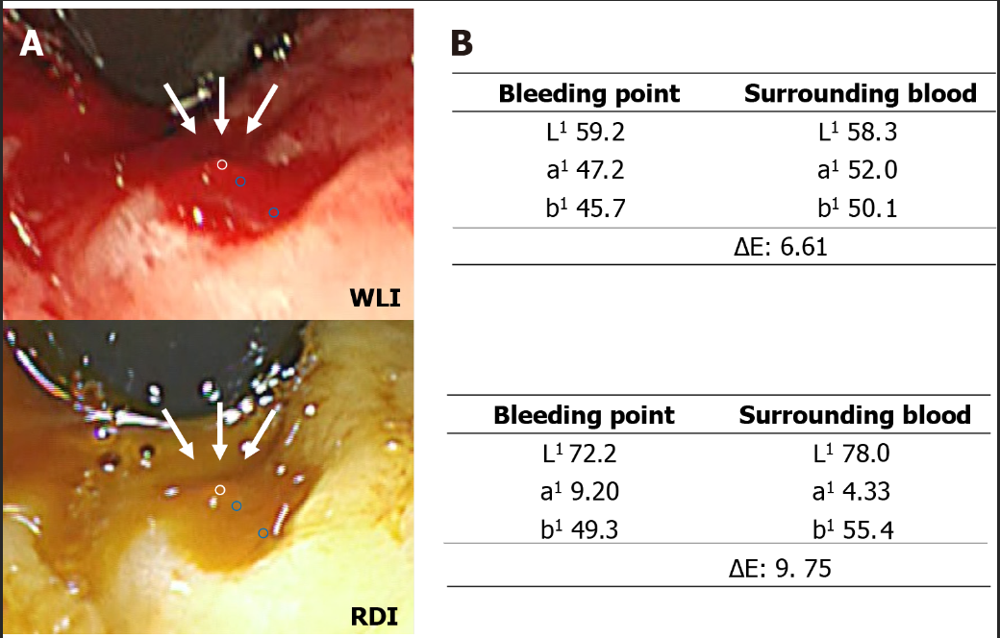 A
B
WLI
Bleeding point Surrounding blood
L¹ 59.2 L¹ 58.3
a¹ 47.2 a¹ 52.0
b¹ 45.7 b¹ 50.1
ΔE: 6.61
RDI
Bleeding point Surrounding blood
L¹ 72.2 L¹ 78.0
a¹ 9.20 a¹ 4.33
b¹ 49.3 b¹ 55.4
ΔE: 9. 75